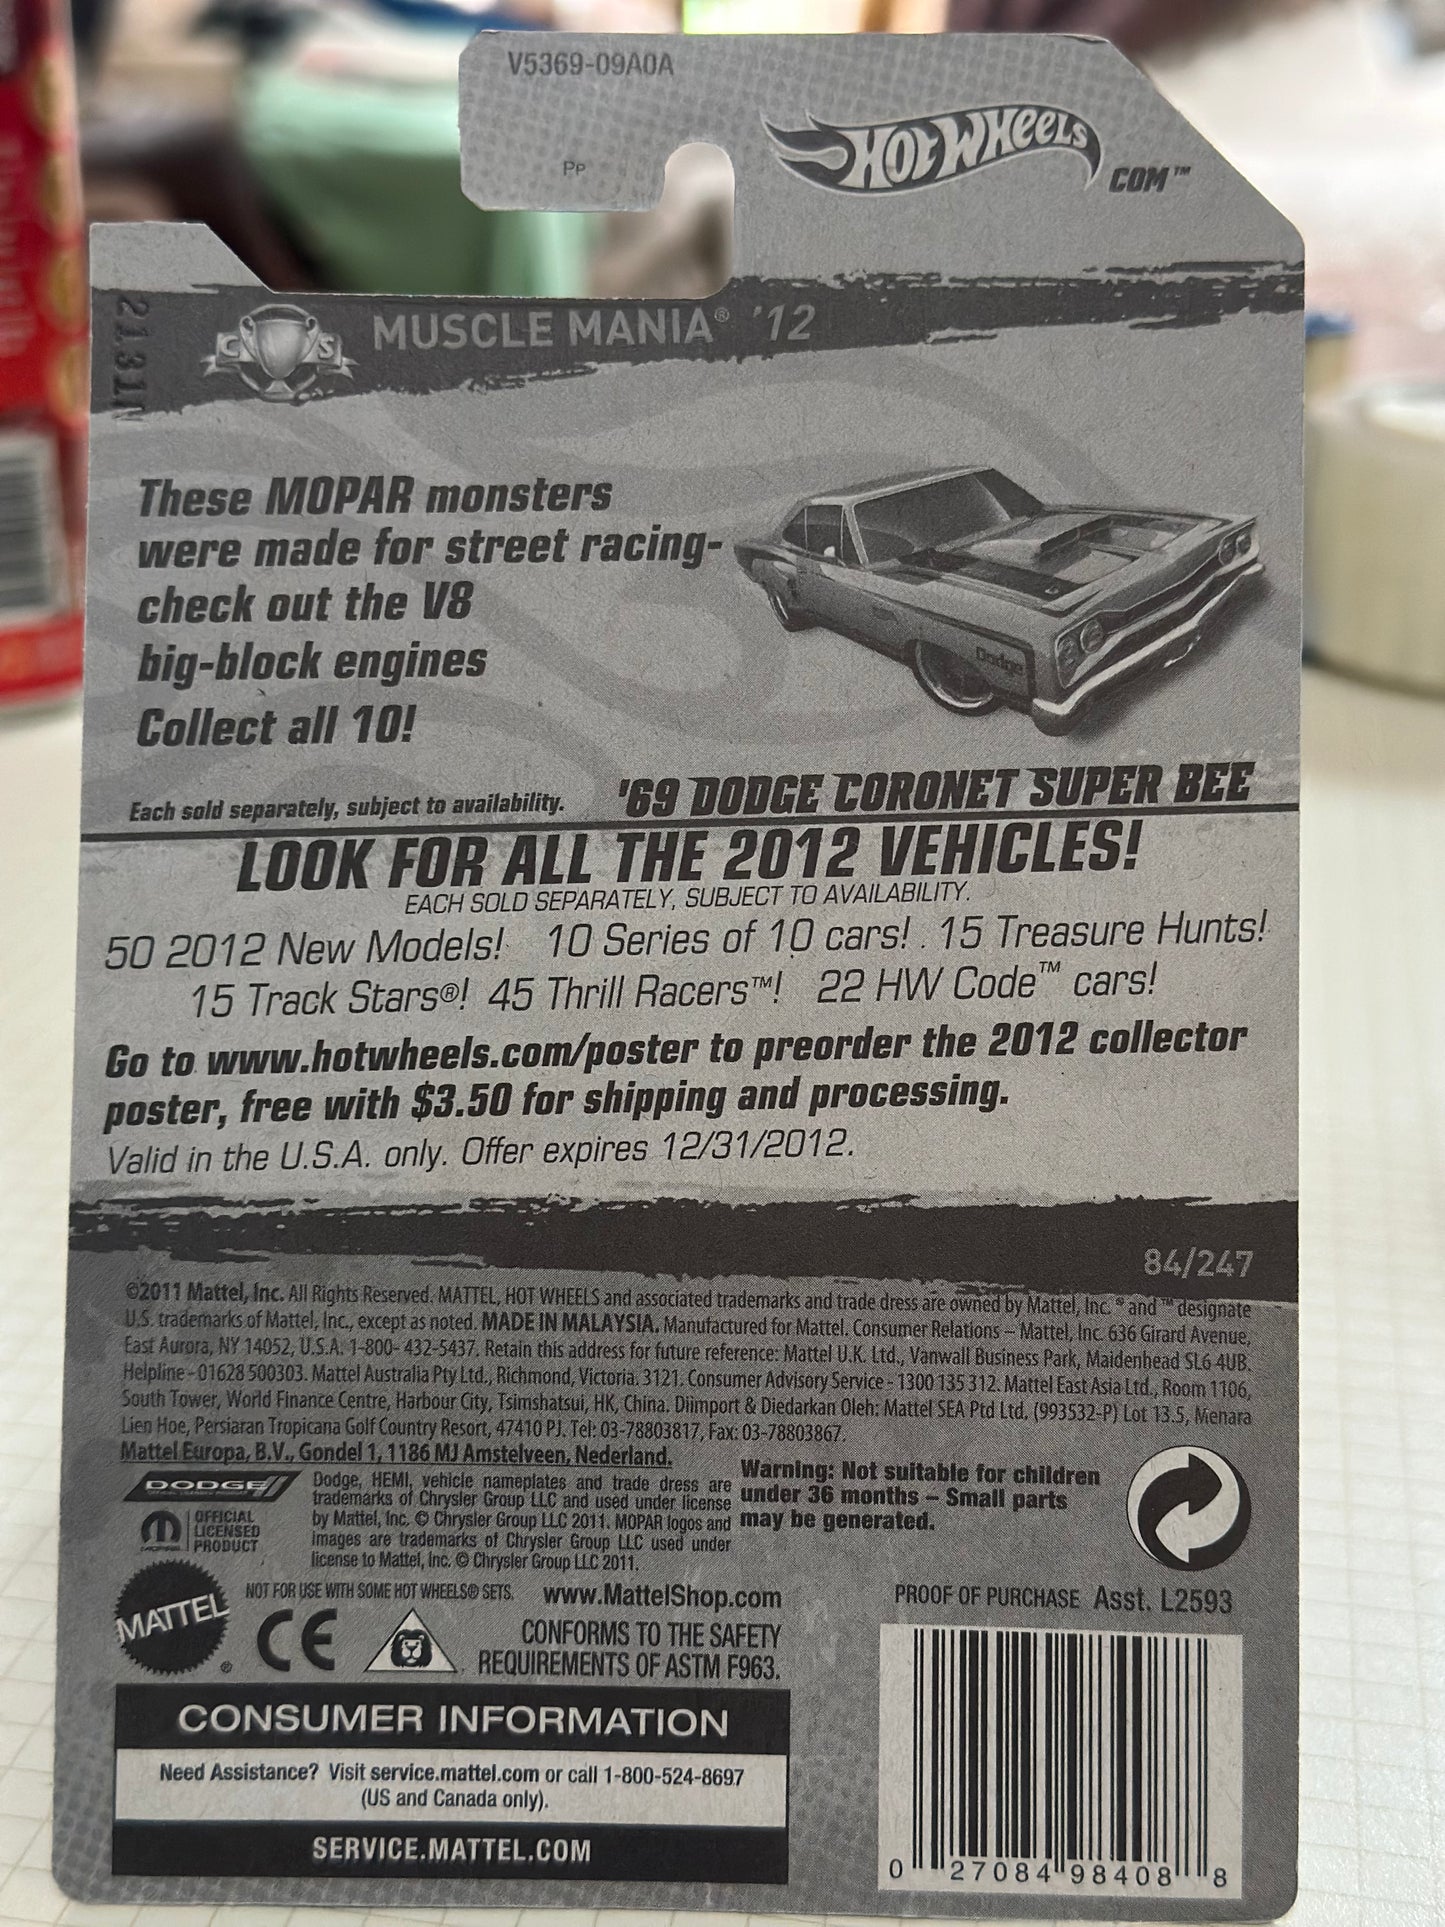 V5369-09A0A
HOT WHEELS
Pp
COM™
2131
CS
MUSCLE MANIA® '12
These MOPAR monsters
were made for street racing-
check out the V8
big-block engines
Collect all 10!
Dodge
Each sold separately, subject to availability.
'69 DODGE CORONET SUPER BEE
LOOK FOR ALL THE 2012 VEHICLES!
EACH SOLD SEPARATELY, SUBJECT TO AVAILABILITY.
50 2012 New Models! 10 Series of 10 cars! 15 Treasure Hunts!
15 Track Stars®! 45 Thrill Racers™! 22 HW Code™ cars!
Go to www.hotwheels.com/poster to preorder the 2012 collector
poster, free with $3.50 for shipping and processing.
Valid in the U.S.A. only. Offer expires 12/31/2012.
84/247
©2011 Mattel, Inc. All Rights Reserved. MATTEL, HOT WHEELS and associated trademarks and trade dress are owned by Mattel, Inc. ® and ™ designate
U.S. trademarks of Mattel, Inc., except as noted. MADE IN MALAYSIA. Manufactured for Mattel. Consumer Relations – Mattel, Inc. 636 Girard Avenue,
East Aurora, NY 14052, U.S.A. 1-800- 432-5437. Retain this address for future reference: Mattel U.K. Ltd., Vanwall Business Park, Maidenhead SL6 4UB.
Helpline - 01628 500303. Mattel Australia Pty Ltd., Richmond, Victoria. 3121. Consumer Advisory Service - 1300 135 312. Mattel East Asia Ltd., Room 1106,
South Tower, World Finance Centre, Harbour City, Tsimshatsui, HK, China. Diimport & Diedarkan Oleh: Mattel SEA Ptd Ltd, (993532-P) Lot 13.5, Menara
Lien Hoe, Persiaran Tropicana Golf Country Resort, 47410 PJ. Tel: 03-78803817, Fax: 03-78803867.
Mattel Europa, B.V., Gondel 1, 1186 MJ Amstelveen, Nederland.
DODGE
MOPAR
OFFICIAL
LICENSED
PRODUCT
Dodge, HEMI, vehicle nameplates and trade dress are
trademarks of Chrysler Group LLC and used under license
by Mattel, Inc. © Chrysler Group LLC 2011. MOPAR logos and
images are trademarks of Chrysler Group LLC used under
license to Mattel, Inc. © Chrysler Group LLC 2011.
Warning: Not suitable for children
under 36 months – Small parts
may be generated.
MATTEL®
NOT FOR USE WITH SOME HOT WHEELS® SETS.
www.MattelShop.com
CE
CONFORMS TO THE SAFETY
REQUIREMENTS OF ASTM F963.
PROOF OF PURCHASE Asst. L2593
CONSUMER INFORMATION
Need Assistance? Visit service.mattel.com or call 1-800-524-8697
(US and Canada only).
SERVICE.MATTEL.COM
0 27084 98408 8